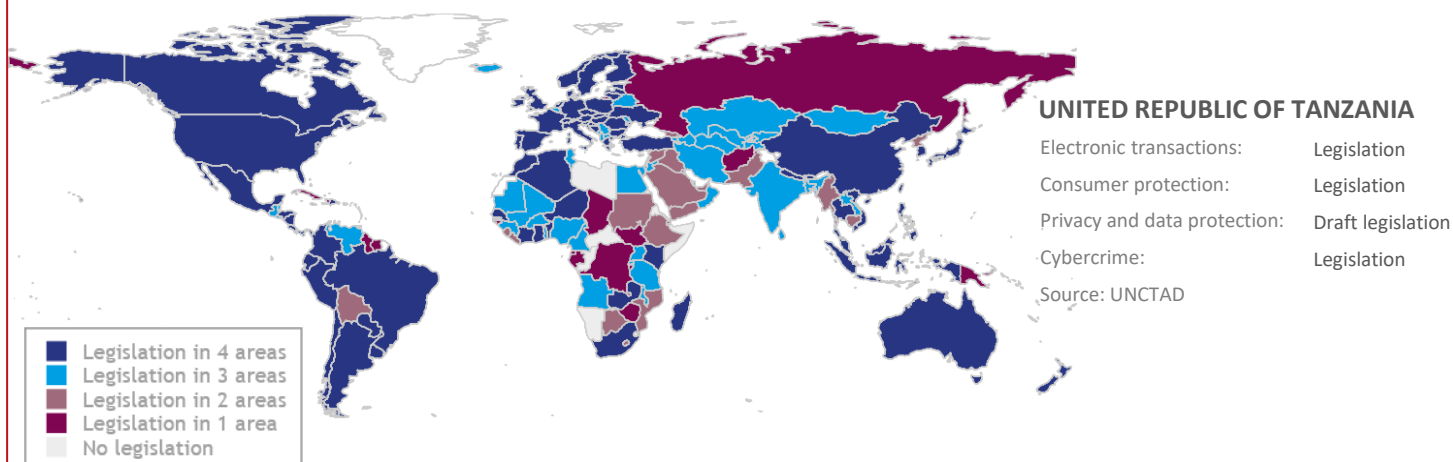 UNITED REPUBLIC OF TANZANIA
Electronic transactions: Legislation
Consumer protection: Legislation
Privacy and data protection: Draft legislation
Cybercrime: Legislation
Source: UNCTAD
Legislation in 4 areas
Legislation in 3 areas
Legislation in 2 areas
Legislation in 1 area
No legislation